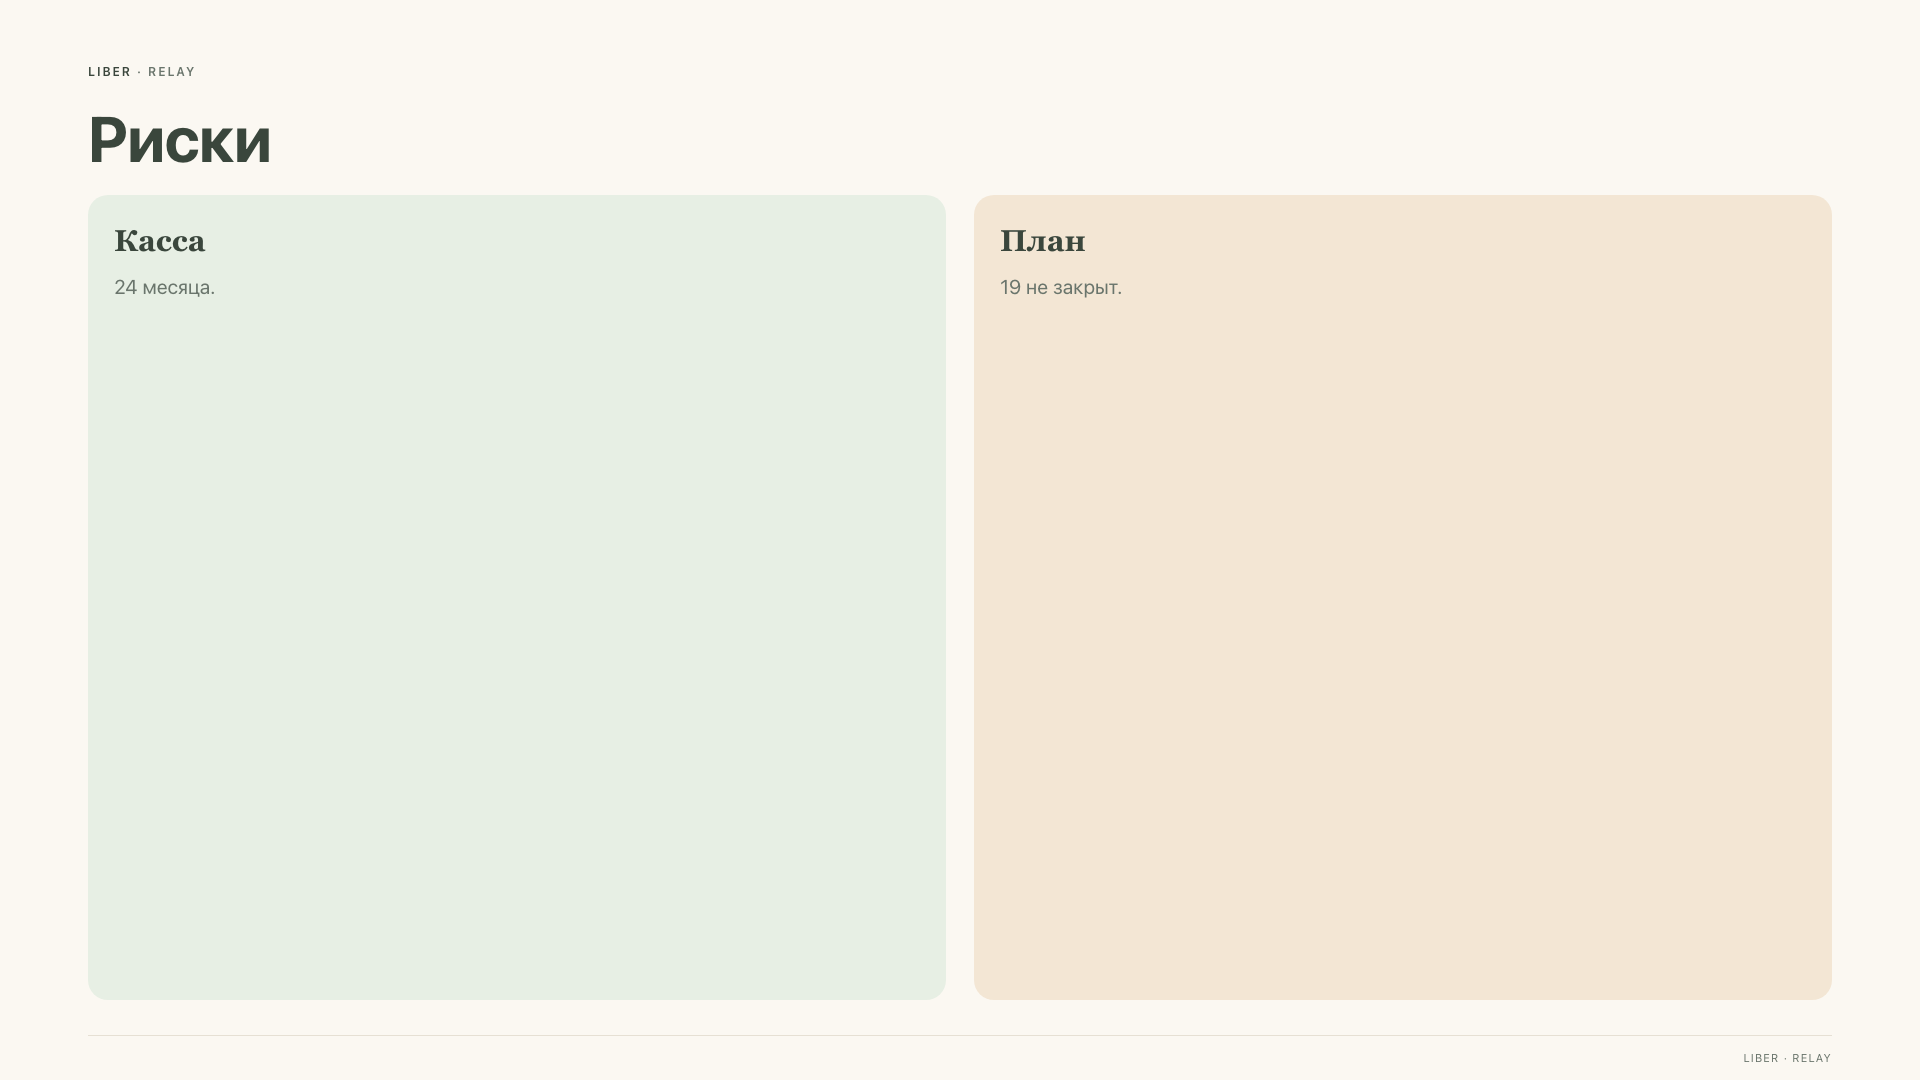 LIBER · RELAY
Риски
Касса
24 месяца.
План
19 не закрыт.
LIBER · RELAY